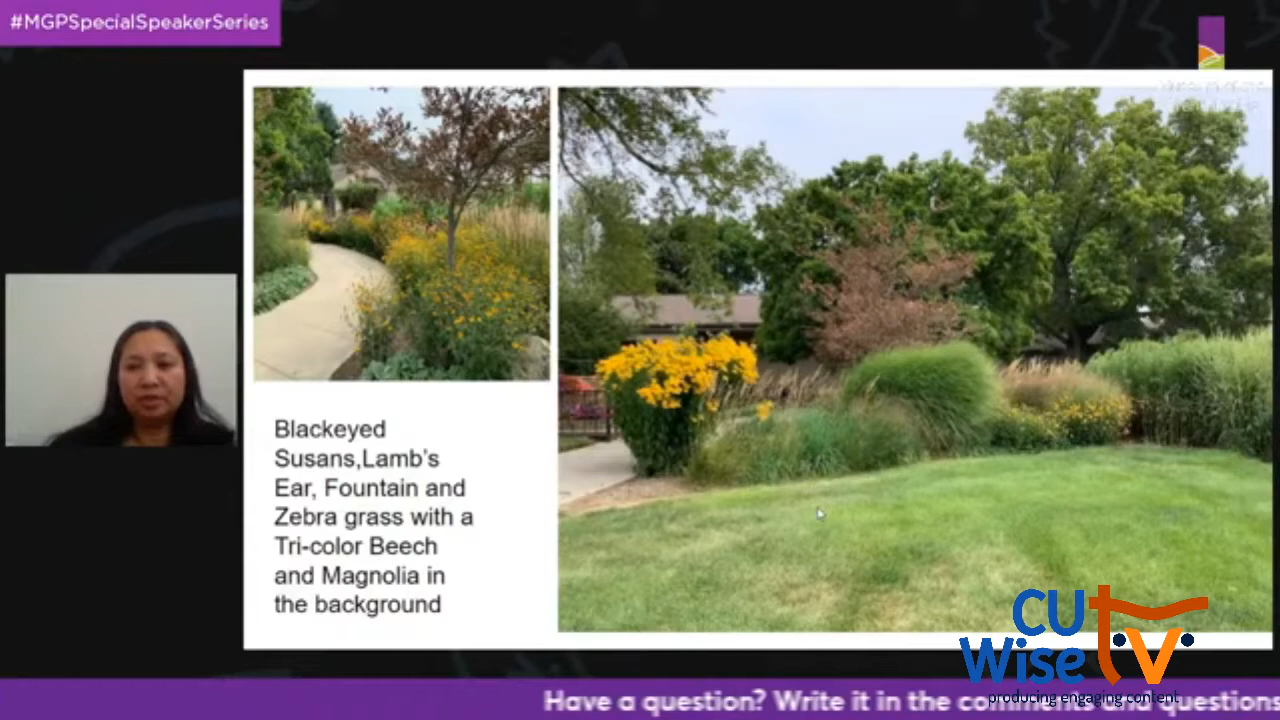 #MGPSpecialSpeakerSeries
Blackeyed
Susans,Lamb's
Ear, Fountain and
Zebra grass with a
Tri-color Beech
and Magnolia in
the background
CU
Wise tv
producing engaging content
Have a question? Write it in the questions